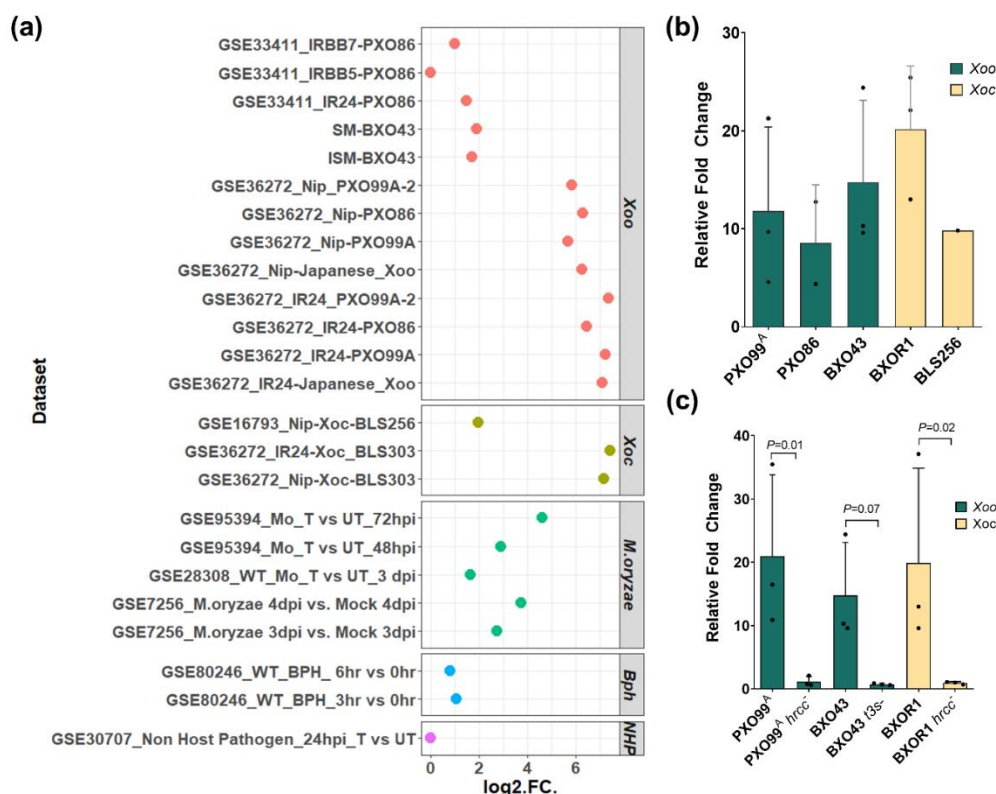 (a)
GSE33411_IRBB7-PXO86
GSE33411_IRBB5-PXO86
GSE33411_IR24-PXO86
SM-BXO43
ISM-BXO43
GSE36272_Nip_PXO99A-2
GSE36272_Nip-PXO86
GSE36272_Nip-PXO99A
GSE36272_Nip-Japanese_Xoo
GSE36272_IR24_PXO99A-2
GSE36272_IR24-PXO86
GSE36272_IR24-PXO99A
GSE36272_IR24-Japanese_Xoo
Xoo
GSE16793_Nip-Xoc-BLS256
GSE36272_IR24-Xoc_BLS303
GSE36272_Nip-Xoc-BLS303
Xoc
GSE95394_Mo_T vs UT_72hpi
GSE95394_Mo_T vs UT_48hpi
GSE28308_WT_Mo_T vs UT_3 dpi
GSE7256_M.oryzae 4dpi vs. Mock 4dpi
GSE7256_M.oryzae 3dpi vs. Mock 3dpi
M.oryzae
GSE80246_WT_BPH_ 6hr vs 0hr
GSE80246_WT_BPH_3hr vs 0hr
Bph
GSE30707_Non Host Pathogen_24hpi_T vs UT
NHP
0 2 4 6
log2.FC.
Dataset
(b)
Relative Fold Change
30
20
10
0
Xoo
Xoc
PXO99A
PXO86
BXO43
BXOR1
BLS256
(c)
Relative Fold Change
40
30
20
10
0
P=0.01
P=0.07
P=0.02
Xoo
Xoc
PXO99A
PXO99A hrcc-
BXO43
BXO43 t3s-
BXOR1
BXOR1 hrcc-